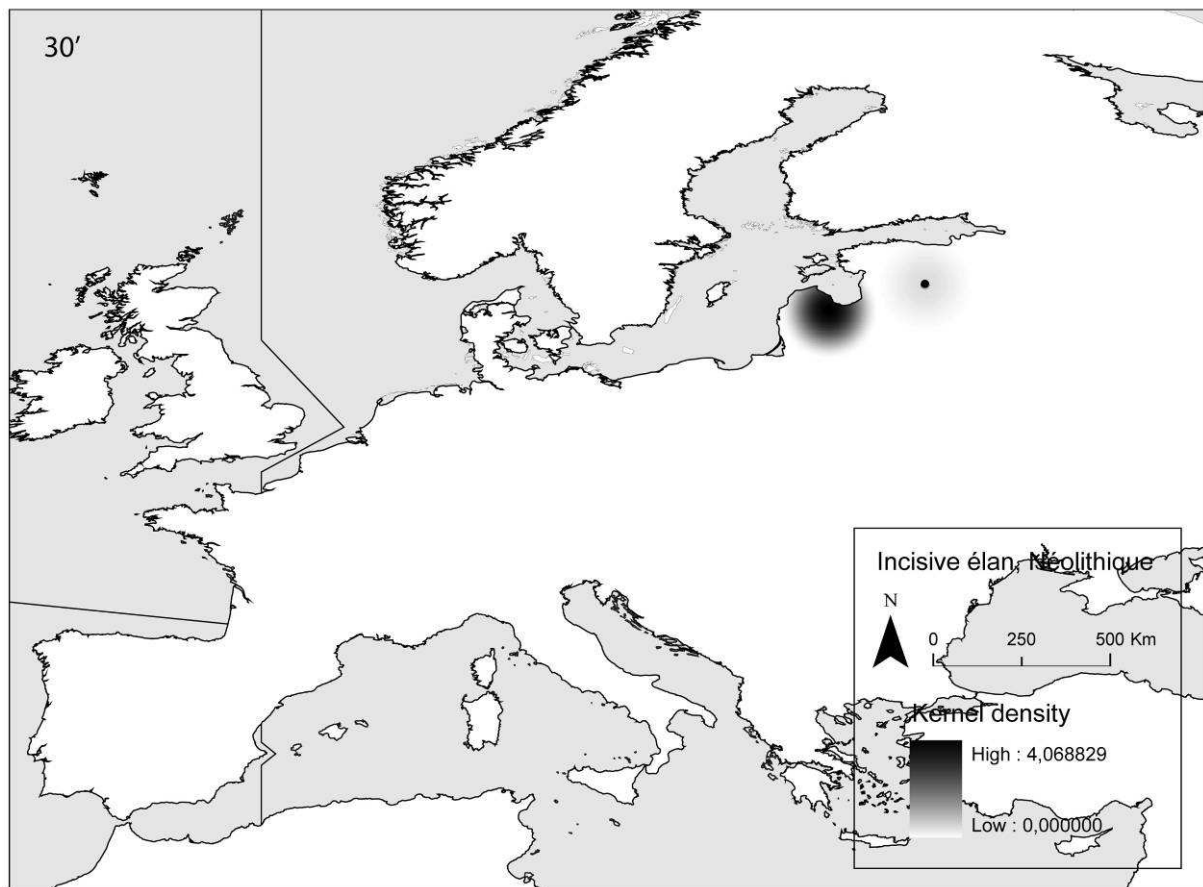 30′
Incisive élan, Néolithique
N
0 250 500 Km
Kernel density
High : 4,068829
Low : 0,000000